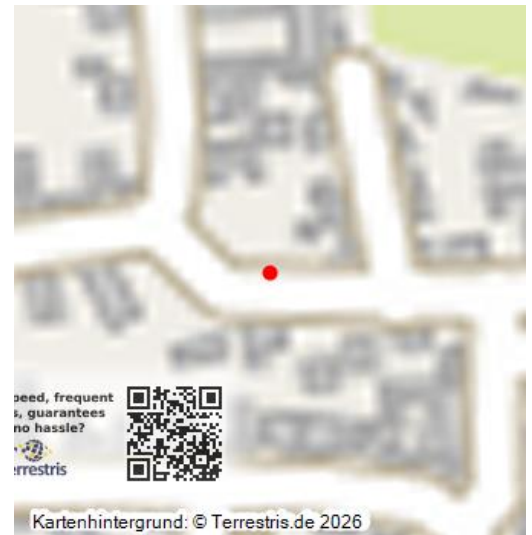 peed, frequent
s, guarantees
no hassle?
errestris
Kartenhintergrund: © Terrestris.de 2026